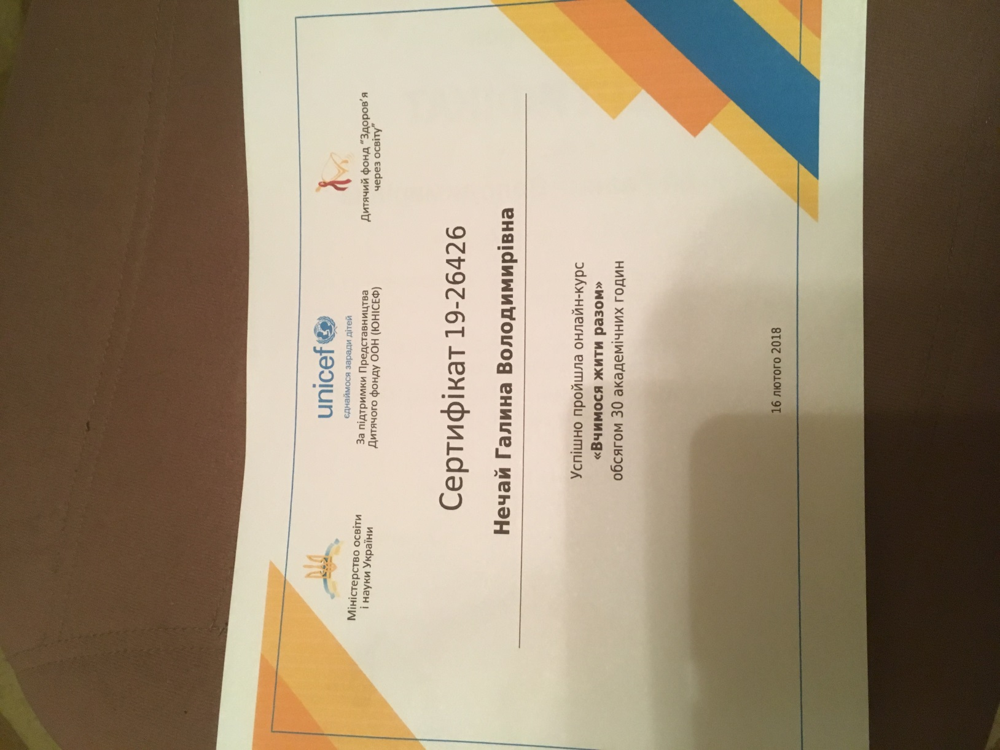 Міністерство освіти
і науки України
unicef
єднаймося заради дітей
За підтримки Представництва
Дитячого фонду ООН (ЮНІСЕФ)
Дитячий фонд "Здоров'я
через освіту"
Сертифікат 19-26426
Нечай Галина Володимирівна
Успішно пройшла онлайн-курс
«Вчимося жити разом»
обсягом 30 академічних годин
16 лютого 2018